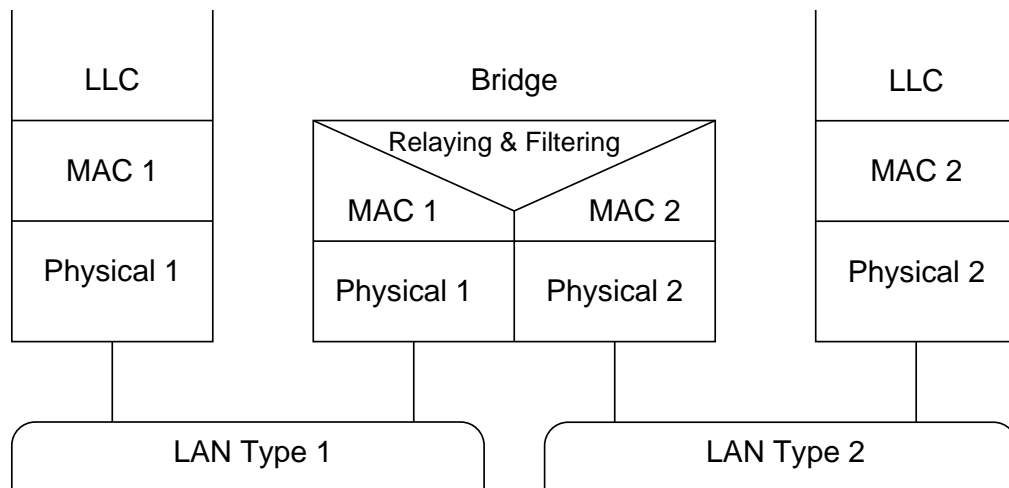 LLC
MAC 1
Physical 1
Bridge
Relaying & Filtering
MAC 1
MAC 2
Physical 1
Physical 2
LLC
MAC 2
Physical 2
LAN Type 1
LAN Type 2